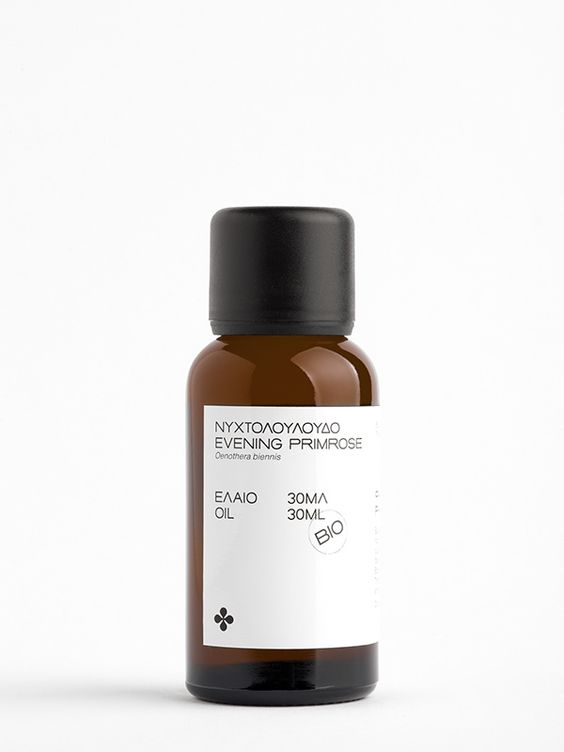 ΝΥΧΤΟΛΟΥΛΟΥΔΟ
EVENING PRIMROSE
Oenothera biennis
ΕΛΑΙΟ 30ΜΛ
OIL 30ML
BIO